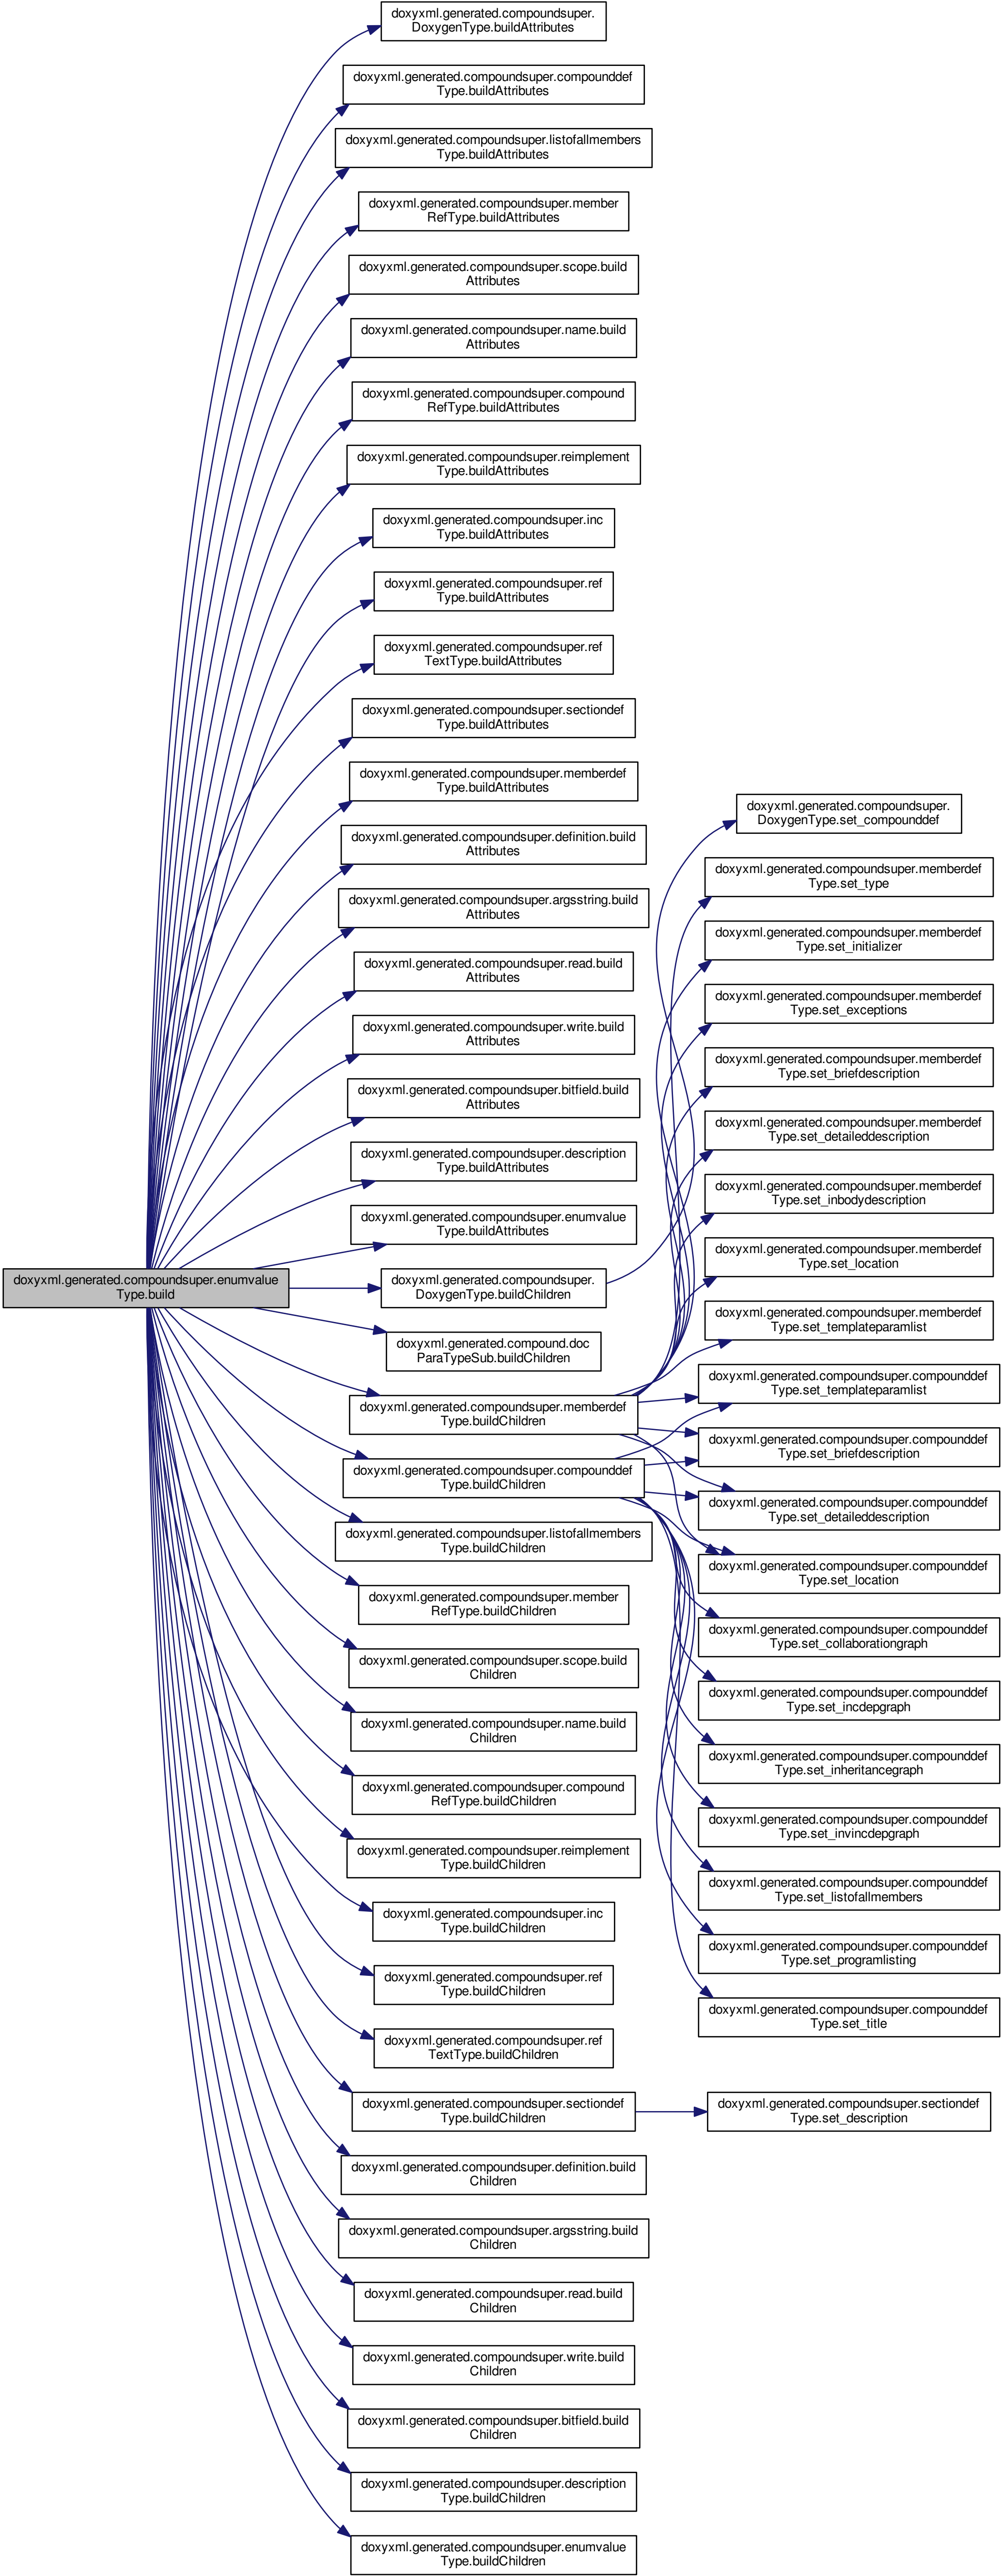 doxyxml.generated.compoundsuper.enumvalue
Type.build
doxyxml.generated.compoundsuper.
DoxygenType.buildAttributes
doxyxml.generated.compoundsuper.compounddef
Type.buildAttributes
doxyxml.generated.compoundsuper.listofallmembers
Type.buildAttributes
doxyxml.generated.compoundsuper.member
RefType.buildAttributes
doxyxml.generated.compoundsuper.scope.build
Attributes
doxyxml.generated.compoundsuper.name.build
Attributes
doxyxml.generated.compoundsuper.compound
RefType.buildAttributes
doxyxml.generated.compoundsuper.reimplement
Type.buildAttributes
doxyxml.generated.compoundsuper.inc
Type.buildAttributes
doxyxml.generated.compoundsuper.ref
Type.buildAttributes
doxyxml.generated.compoundsuper.ref
TextType.buildAttributes
doxyxml.generated.compoundsuper.sectiondef
Type.buildAttributes
doxyxml.generated.compoundsuper.memberdef
Type.buildAttributes
doxyxml.generated.compoundsuper.definition.build
Attributes
doxyxml.generated.compoundsuper.argsstring.build
Attributes
doxyxml.generated.compoundsuper.read.build
Attributes
doxyxml.generated.compoundsuper.write.build
Attributes
doxyxml.generated.compoundsuper.bitfield.build
Attributes
doxyxml.generated.compoundsuper.description
Type.buildAttributes
doxyxml.generated.compoundsuper.enumvalue
Type.buildAttributes
doxyxml.generated.compoundsuper.
DoxygenType.buildChildren
doxyxml.generated.compound.doc
ParaTypeSub.buildChildren
doxyxml.generated.compoundsuper.memberdef
Type.buildChildren
doxyxml.generated.compoundsuper.compounddef
Type.buildChildren
doxyxml.generated.compoundsuper.listofallmembers
Type.buildChildren
doxyxml.generated.compoundsuper.member
RefType.buildChildren
doxyxml.generated.compoundsuper.scope.build
Children
doxyxml.generated.compoundsuper.name.build
Children
doxyxml.generated.compoundsuper.compound
RefType.buildChildren
doxyxml.generated.compoundsuper.reimplement
Type.buildChildren
doxyxml.generated.compoundsuper.inc
Type.buildChildren
doxyxml.generated.compoundsuper.ref
Type.buildChildren
doxyxml.generated.compoundsuper.ref
TextType.buildChildren
doxyxml.generated.compoundsuper.sectiondef
Type.buildChildren
doxyxml.generated.compoundsuper.definition.build
Children
doxyxml.generated.compoundsuper.argsstring.build
Children
doxyxml.generated.compoundsuper.read.build
Children
doxyxml.generated.compoundsuper.write.build
Children
doxyxml.generated.compoundsuper.bitfield.build
Children
doxyxml.generated.compoundsuper.description
Type.buildChildren
doxyxml.generated.compoundsuper.enumvalue
Type.buildChildren
doxyxml.generated.compoundsuper.
DoxygenType.set_compounddef
doxyxml.generated.compoundsuper.memberdef
Type.set_type
doxyxml.generated.compoundsuper.memberdef
Type.set_initializer
doxyxml.generated.compoundsuper.memberdef
Type.set_exceptions
doxyxml.generated.compoundsuper.memberdef
Type.set_briefdescription
doxyxml.generated.compoundsuper.memberdef
Type.set_detaileddescription
doxyxml.generated.compoundsuper.memberdef
Type.set_inbodydescription
doxyxml.generated.compoundsuper.memberdef
Type.set_location
doxyxml.generated.compoundsuper.memberdef
Type.set_templateparamlist
doxyxml.generated.compoundsuper.compounddef
Type.set_templateparamlist
doxyxml.generated.compoundsuper.compounddef
Type.set_briefdescription
doxyxml.generated.compoundsuper.compounddef
Type.set_detaileddescription
doxyxml.generated.compoundsuper.compounddef
Type.set_location
doxyxml.generated.compoundsuper.compounddef
Type.set_collaborationgraph
doxyxml.generated.compoundsuper.compounddef
Type.set_incdepgraph
doxyxml.generated.compoundsuper.compounddef
Type.set_inheritancegraph
doxyxml.generated.compoundsuper.compounddef
Type.set_invincdepgraph
doxyxml.generated.compoundsuper.compounddef
Type.set_listofallmembers
doxyxml.generated.compoundsuper.compounddef
Type.set_programlisting
doxyxml.generated.compoundsuper.compounddef
Type.set_title
doxyxml.generated.compoundsuper.sectiondef
Type.set_description